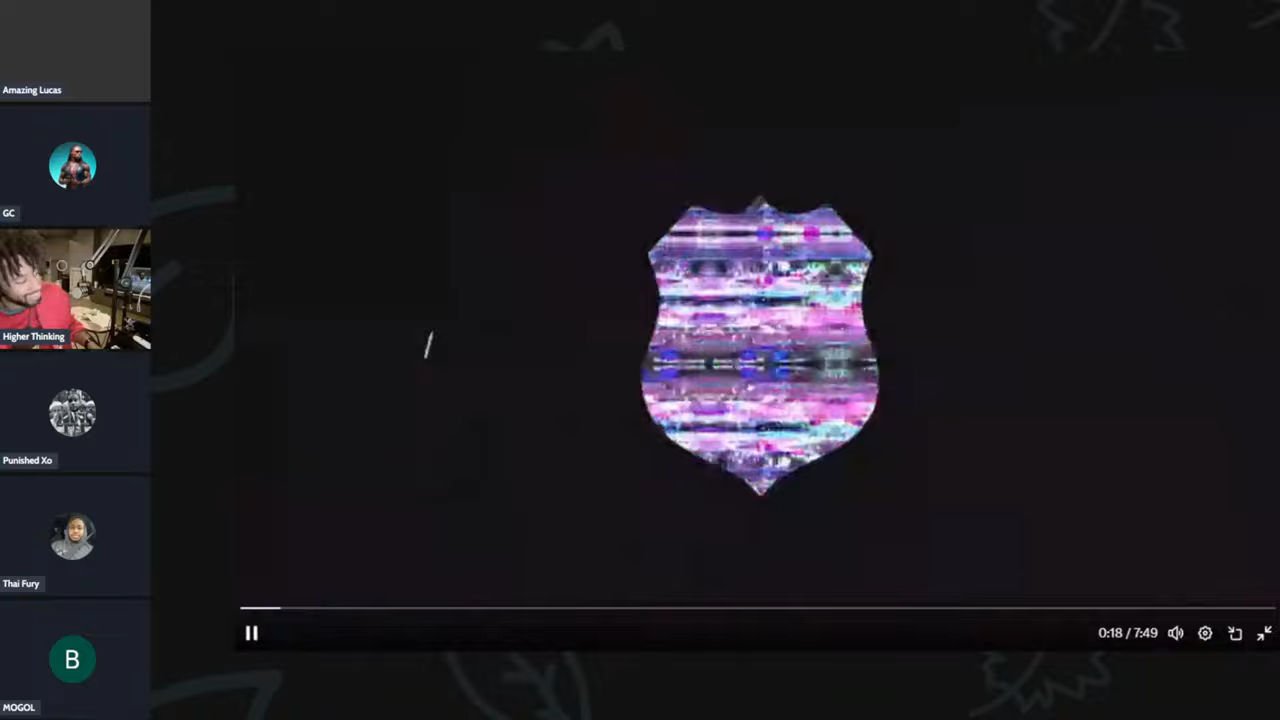 Amazing Lucas
GC
Higher Thinking
Punished Xo
Thai Fury
B
MOGOL
0:18 / 7:49